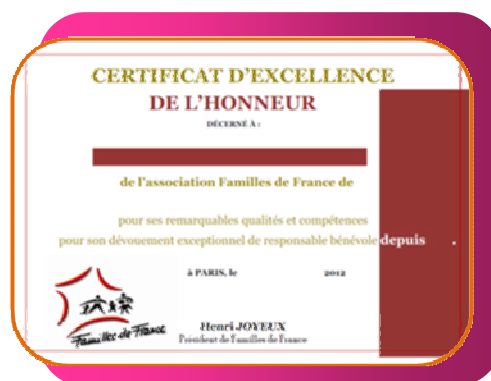 CERTIFICAT D’EXCELLENCE
DE L’HONNEUR
DÉCERNÉ À :
de l’association Familles de France de
pour ses remarquables qualités et compétences
pour son dévouement exceptionnel de responsable bénévole depuis .
à PARIS, le 2012
Familles de France
Henri JOYEUX
Président de Familles de France